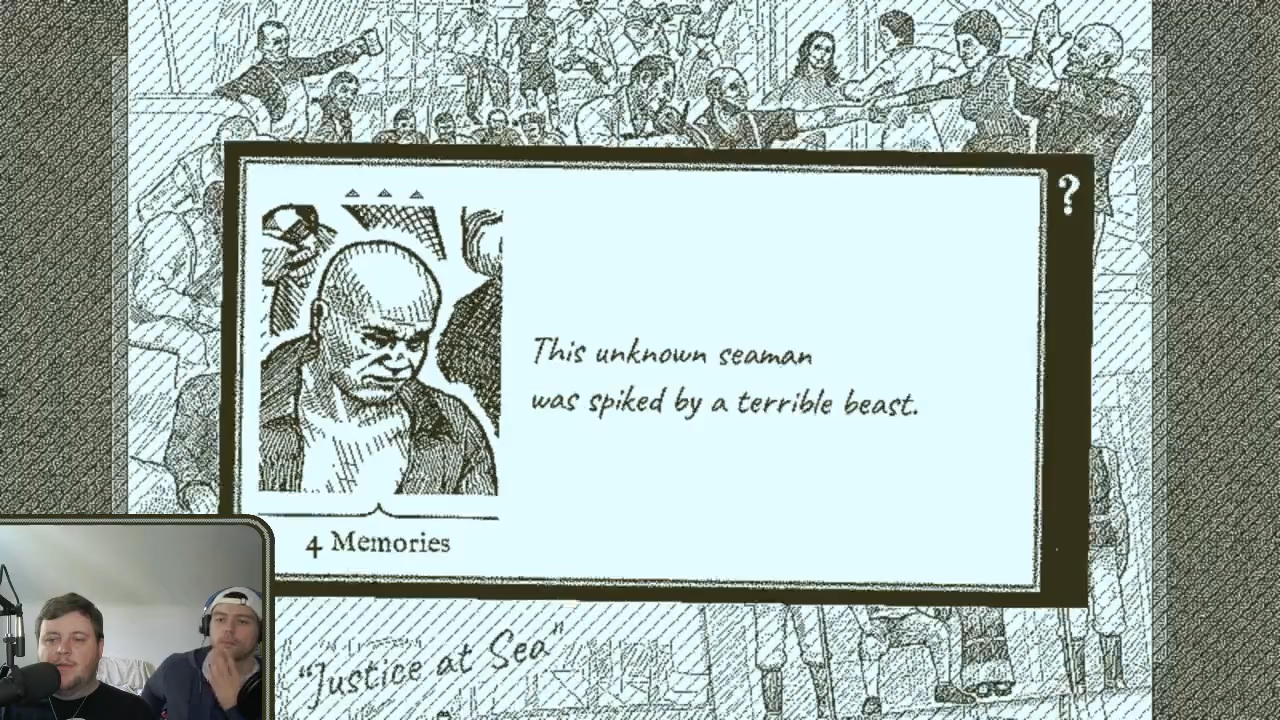 ?
This unknown seaman
was spiked by a terrible beast.
4 Memories
"Justice at Sea"